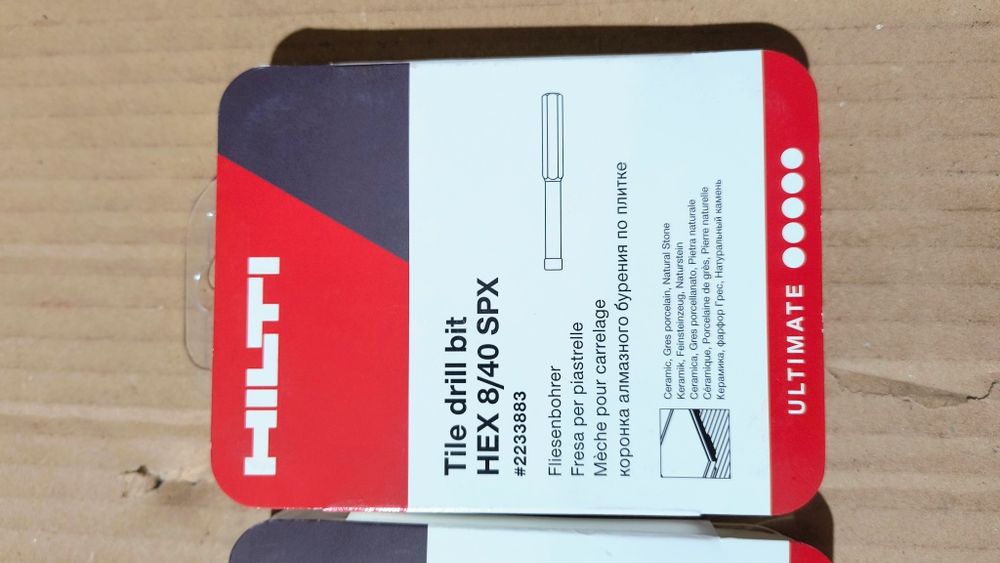 HILTI
Tile drill bit
HEX 8/40 SPX
#2233883
Fliesenbohrer
Fresa per piastrelle
Mèche pour carrelage
коронка алмазного бурения по плитке
Ceramic, Gres porcelain, Natural Stone
Keramik, Feinsteinzeug, Naturstein
Ceramica, Gres porcellanato, Pietra naturale
Céramique, Porcelaine de grès, Pierre naturelle
Керамика, фарфор Грес, Натуральный камень
ULTIMATE